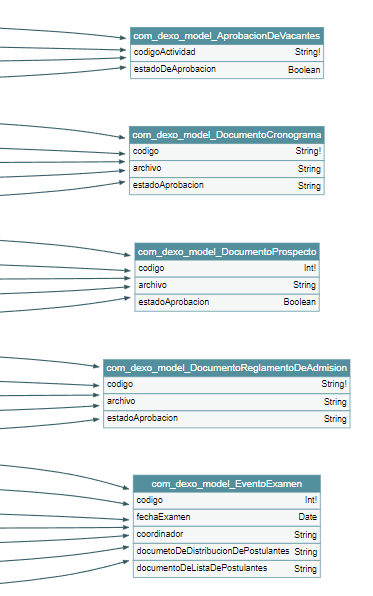 com_dexo_model_AprobacionDeVacantes
codigoActividad String!
estadoDeAprobacion Boolean
com_dexo_model_DocumentoCronograma
codigo String!
archivo String
estadoAprobacion String
com_dexo_model_DocumentoProspecto
codigo Int!
archivo String
estadoAprobacion Boolean
com_dexo_model_DocumentoReglamentoDeAdmision
codigo String!
archivo String
estadoAprobacion String
com_dexo_model_EventoExamen
codigo Int!
fechaExamen Date
coordinador String
documetoDeDistribucionDePostulantes String
documentoDeListaDePostulantes String